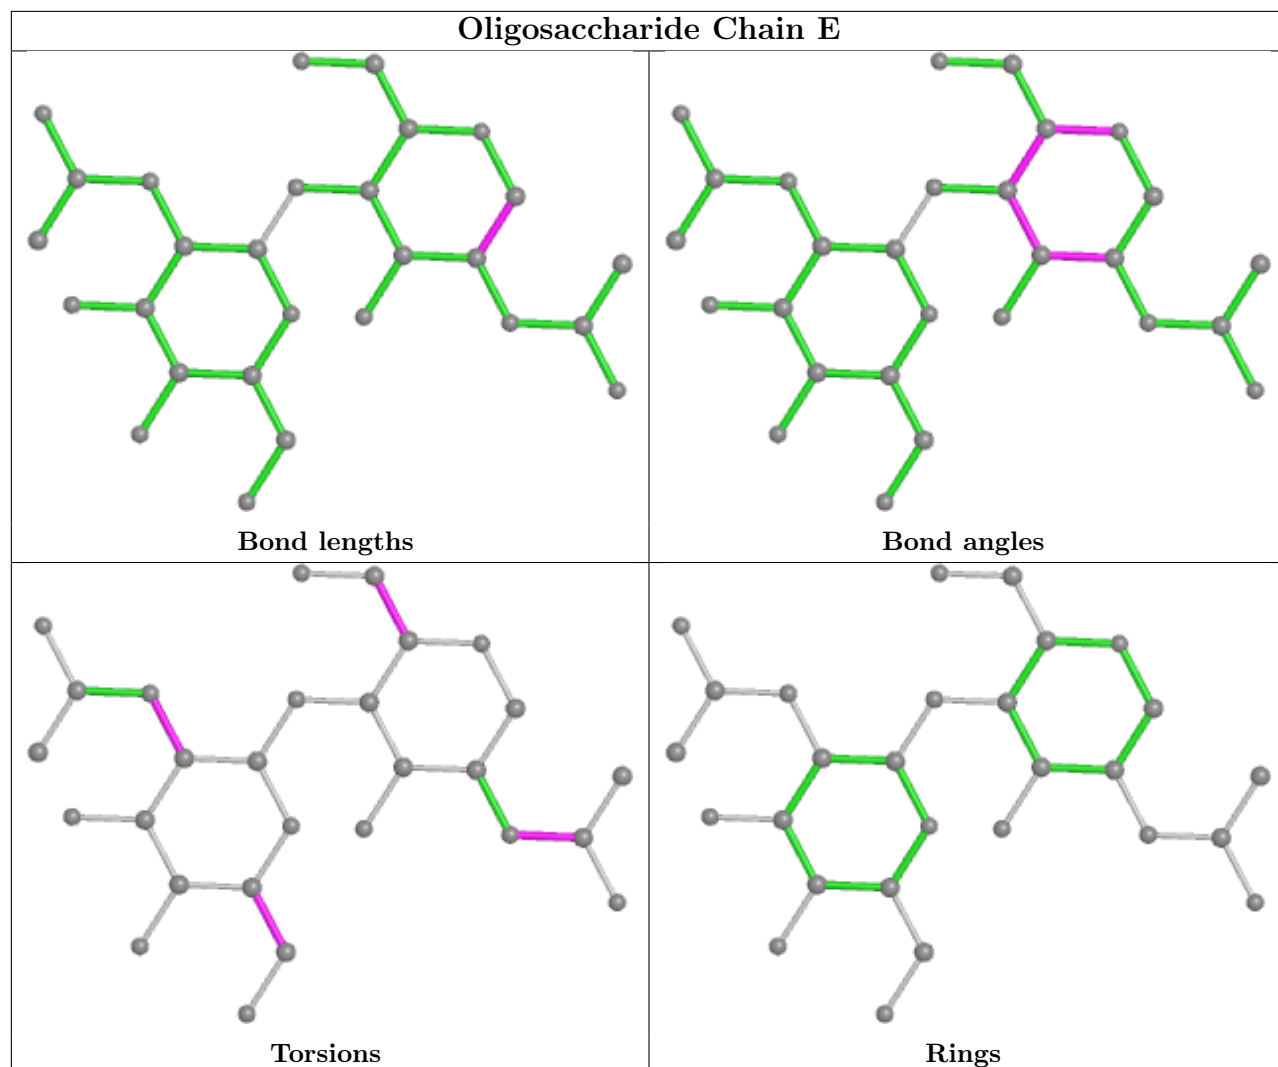 Oligosaccharide Chain E
Bond lengths
Bond angles
Torsions
Rings